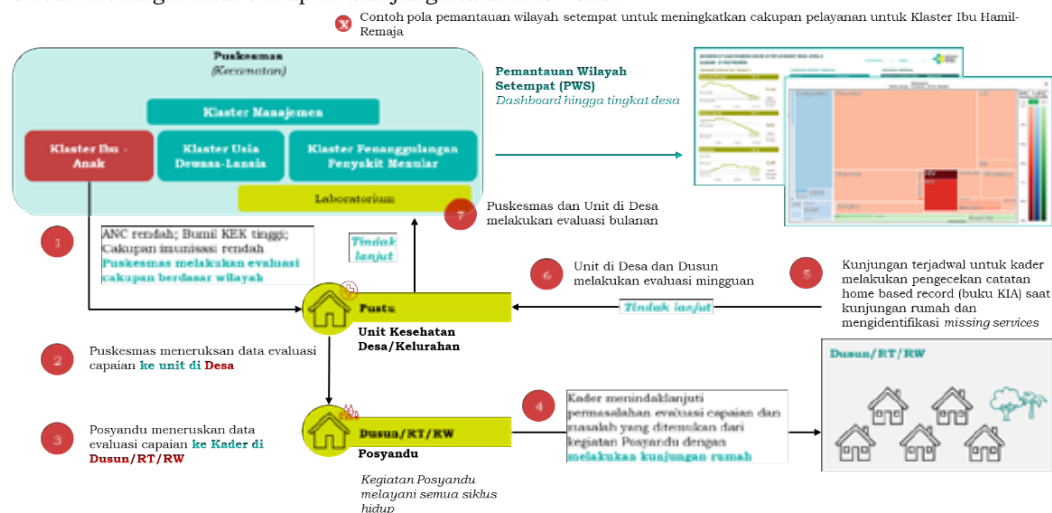 Contoh pola pemantauan wilayah setempat untuk meningkatkan cakupan pelayanan untuk Klaster Ibu Hamil-
Remaja
Puskesmas
(Kecamatan)
Klaster Manajemen
Klaster Ibu -
Anak
Klaster Usia
Dewasa-Lansia
Klaster Penanggulangan
Penyakit Menular
Laboratorium
Pemantauan Wilayah
Setempat (PWS)
Dashboard hingga tingkat desa
1
ANC rendah; Bumil KEK tinggi;
Cakupan imunisasi rendah
Puskesmas melakukan evaluasi
cakupan berdasar wilayah
Tindak
lanjut
7
Puskesmas dan Unit di Desa
melakukan evaluasi bulanan
6
Unit di Desa dan Dusun
melakukan evaluasi mingguan
Tindak lanjut
5
Kunjungan terjadwal untuk kader
melakukan pengecekan catatan
home based record (buku KIA) saat
kunjungan rumah dan
mengidentifikasi missing services
Pustu
Unit Kesehatan
Desa/Kelurahan
2
Puskesmas meneruksan data evaluasi
capaian ke unit di Desa
3
Posyandu meneruskan data
evaluasi capaian ke Kader di
Dusun/RT/RW
Dusun/RT/RW
Posyandu
Kegiatan Posyandu
melayani semua siklus
hidup
4
Kader menindaklanjuti
permasalahan evaluasi capaian dan
masalah yang ditemukan dari
kegiatan Posyandu dengan
melakukan kunjungan rumah
Dusun/RT/RW